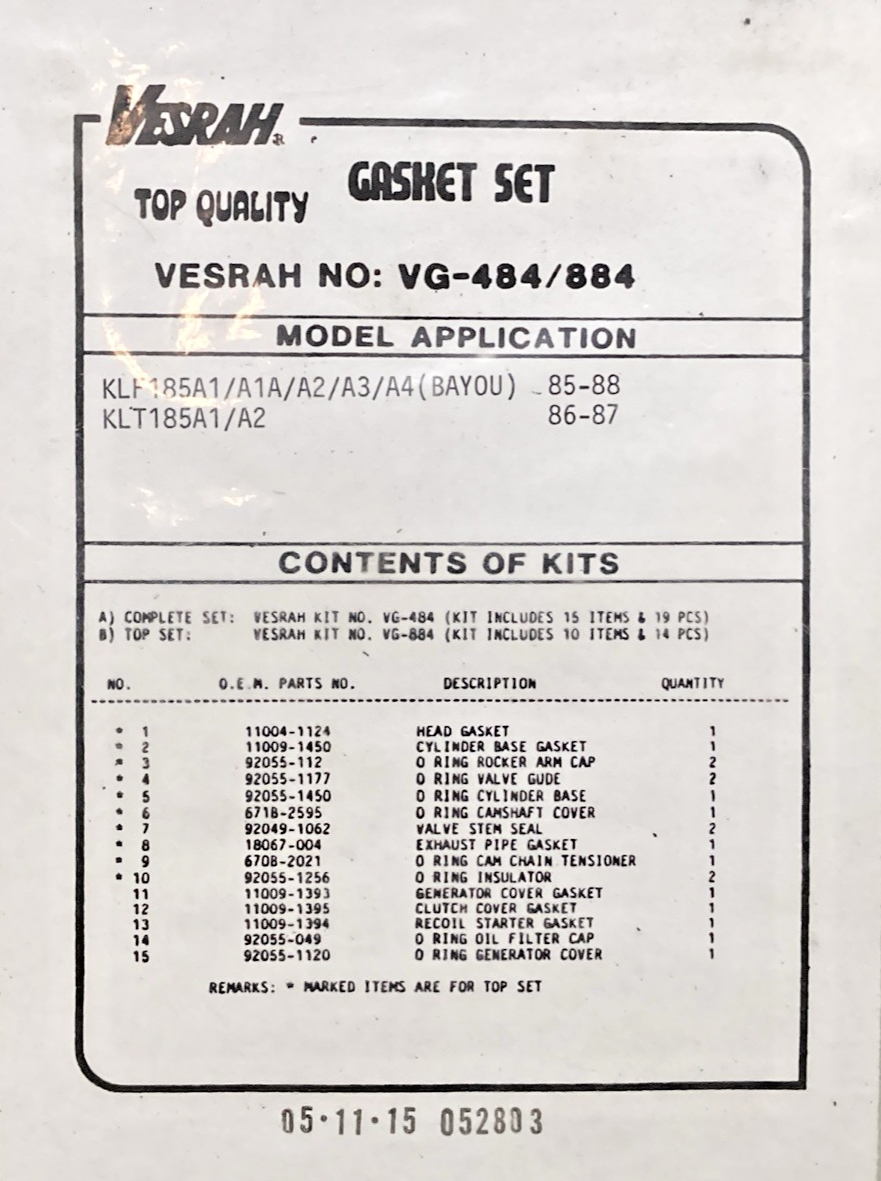 VESRAH®
TOP QUALITY GASKET SET
VESRAH NO: VG-484/884
MODEL APPLICATION
KLF185A1/A1A/A2/A3/A4(BAYOU) 85-88
KLT185A1/A2 86-87
CONTENTS OF KITS
A) COMPLETE SET: VESRAH KIT NO. VG-484 (KIT INCLUDES 15 ITEMS & 19 PCS)
B) TOP SET: VESRAH KIT NO. VG-884 (KIT INCLUDES 10 ITEMS & 14 PCS)
NO. O.E.M. PARTS NO. DESCRIPTION QUANTITY
* 1 11004-1124 HEAD GASKET 1
* 2 11009-1450 CYLINDER BASE GASKET 1
* 3 92055-112 O RING ROCKER ARM CAP 2
* 4 92055-1177 O RING VALVE GUDE 2
* 5 92055-1450 O RING CYLINDER BASE 1
* 6 671B-2595 O RING CAMSHAFT COVER 1
* 7 92049-1062 VALVE STEM SEAL 2
* 8 18067-004 EXHAUST PIPE GASKET 1
* 9 670B-2021 O RING CAM CHAIN TENSIONER 1
* 10 92055-1256 O RING INSULATOR 2
11 11009-1393 GENERATOR COVER GASKET 1
12 11009-1395 CLUTCH COVER GASKET 1
13 11009-1394 RECOIL STARTER GASKET 1
14 92055-049 O RING OIL FILTER CAP 1
15 92055-1120 O RING GENERATOR COVER 1
REMARKS: * MARKED ITEMS ARE FOR TOP SET
05·11·15 052803